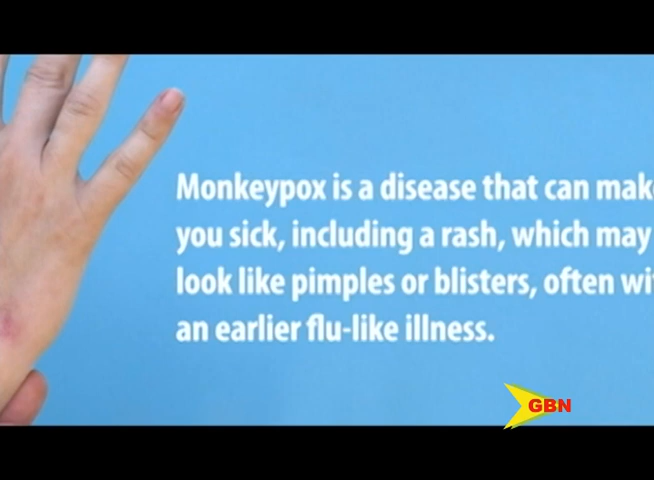 Monkeypox is a disease that can mak
you sick, including a rash, which may
look like pimples or blisters, often wi
an earlier flu-like illness.
GBN